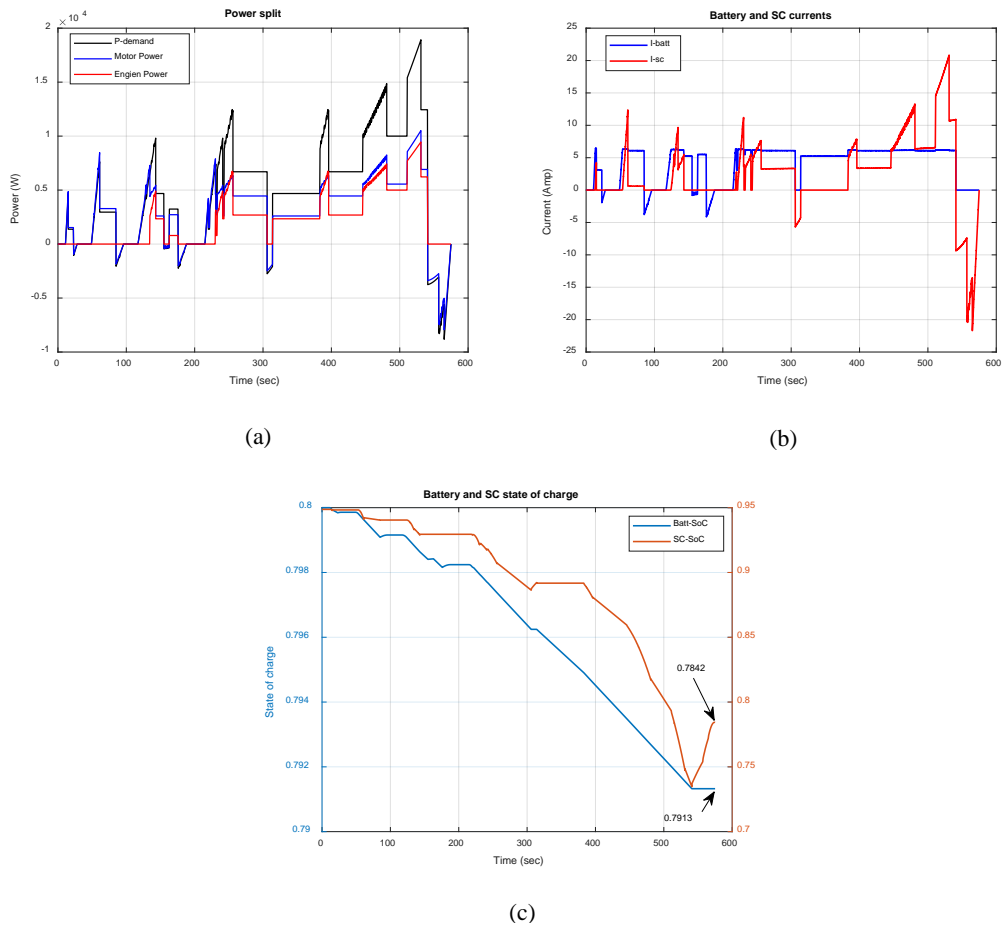 Power split
× 10 4
2
1.5
1
0.5
0
-0.5
-1
Power (W)
P-demand
Motor Power
Engien Power
0 100 200 300 400 500 600
Time (sec)
(a)
Battery and SC currents
25
20
15
10
5
0
-5
-10
-15
-20
-25
Current (Amp)
I-batt
I-sc
0 100 200 300 400 500 600
Time (sec)
(b)
Battery and SC state of charge
0.8
0.798
0.796
0.794
0.792
0.79
State of charge
Batt-SoC
SC-SoC
0.95
0.9
0.85
0.8
0.75
0.7
0.7842
0.7913
0 100 200 300 400 500 600
Time (sec)
(c)